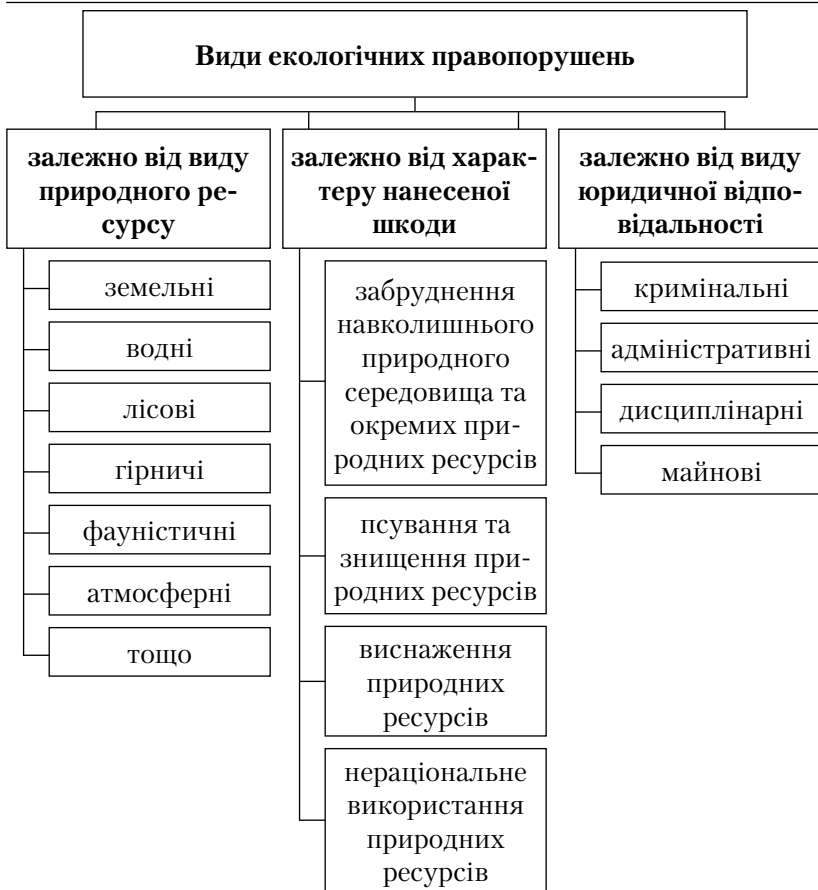 Види екологічних правопорушень
залежно від виду
природного ре-
сурсу
земельні
водні
лісові
гірничі
фауністичні
атмосферні
тощо
залежно від харак-
теру нанесеної
шкоди
забруднення
навколишнього
природного
середовища та
окремих при-
родних ресурсів
псування та
знищення при-
родних ресурсів
виснаження
природних
ресурсів
нераціональне
використання
природних
ресурсів
залежно від виду
юридичної відпо-
відальності
кримінальні
адміністративні
дисциплінарні
майнові